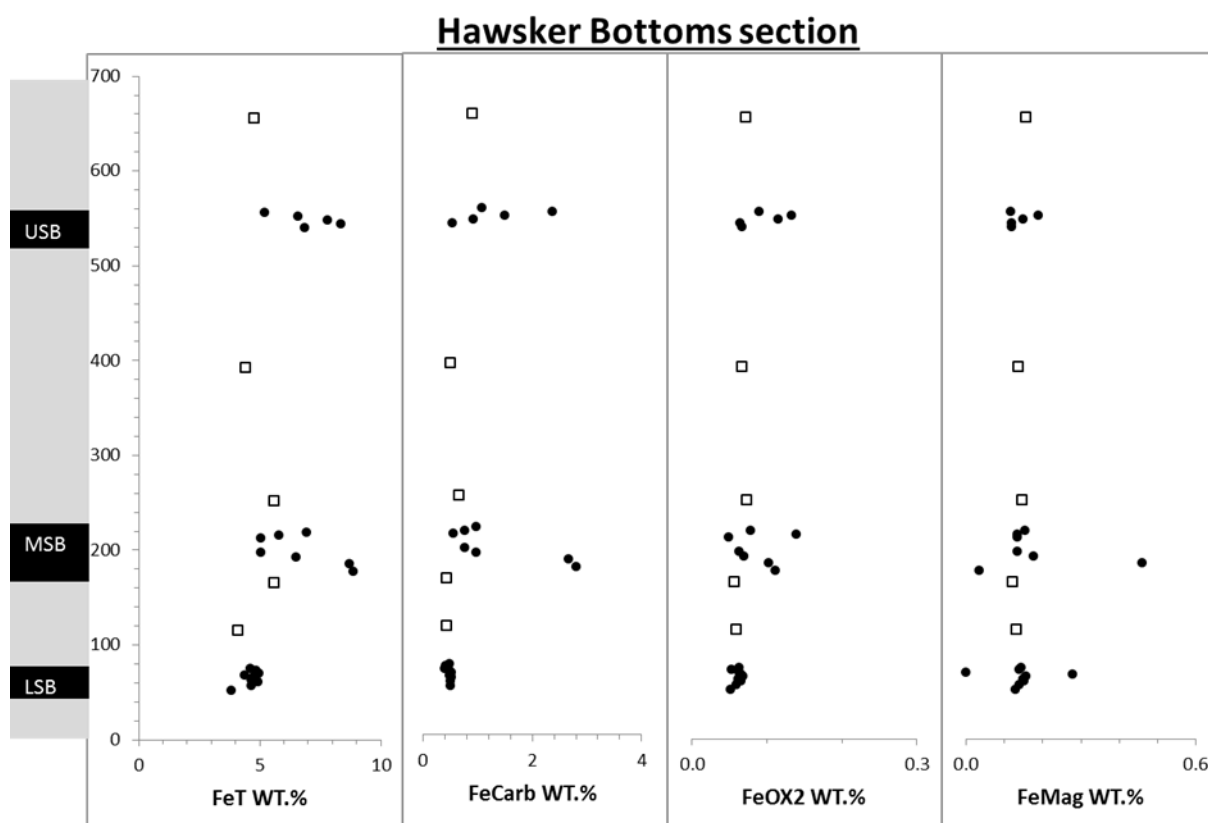 Hawsker Bottoms section
700
600
USB
500
400
300
MSB
200
100
LSB
0
0 5 10
0 2 4
0.0 0.3
0.0 0.6
FeT WT.%
FeCarb WT.%
FeOX2 WT.%
FeMag WT.%